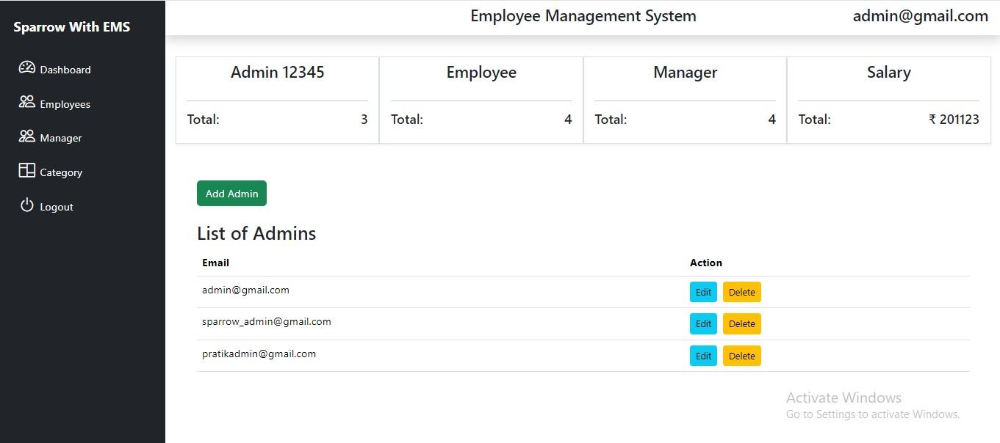 Sparrow With EMS
Dashboard
Employees
Manager
Category
Logout
Employee Management System
admin@gmail.com
Admin 12345
Total: 3
Employee
Total: 4
Manager
Total: 4
Salary
Total: ₹ 201123
Add Admin
List of Admins
Email Action
admin@gmail.com Edit Delete
sparrow_admin@gmail.com Edit Delete
pratikadmin@gmail.com Edit Delete
Activate Windows
Go to Settings to activate Windows.